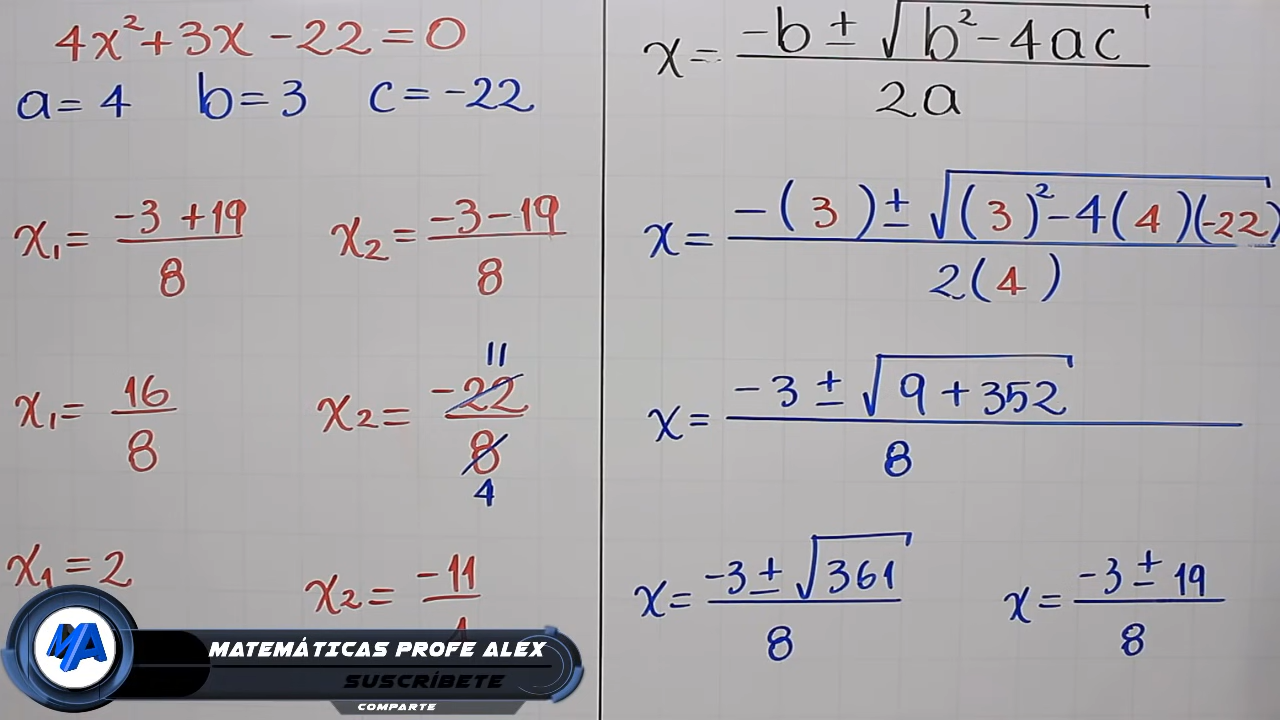 4x² + 3x - 22 = 0
a = 4 b = 3 c = -22
x₁ = (-3 + 19)/8 x₂ = (-3 - 19)/8
x₁ = 16/8 x₂ = -22/8 11 4
x₁ = 2 x₂ = -11/4
x = (-b ± √(b² - 4ac))/2a
x = (-(3) ± √((3)² - 4(4)(-22)))/2(4)
x = (-3 ± √(9 + 352))/8
x = (-3 ± √361)/8 x = (-3 ± 19)/8
MA
MATEMÁTICAS PROFE ALEX
SUSCRÍBETE
COMPARTE